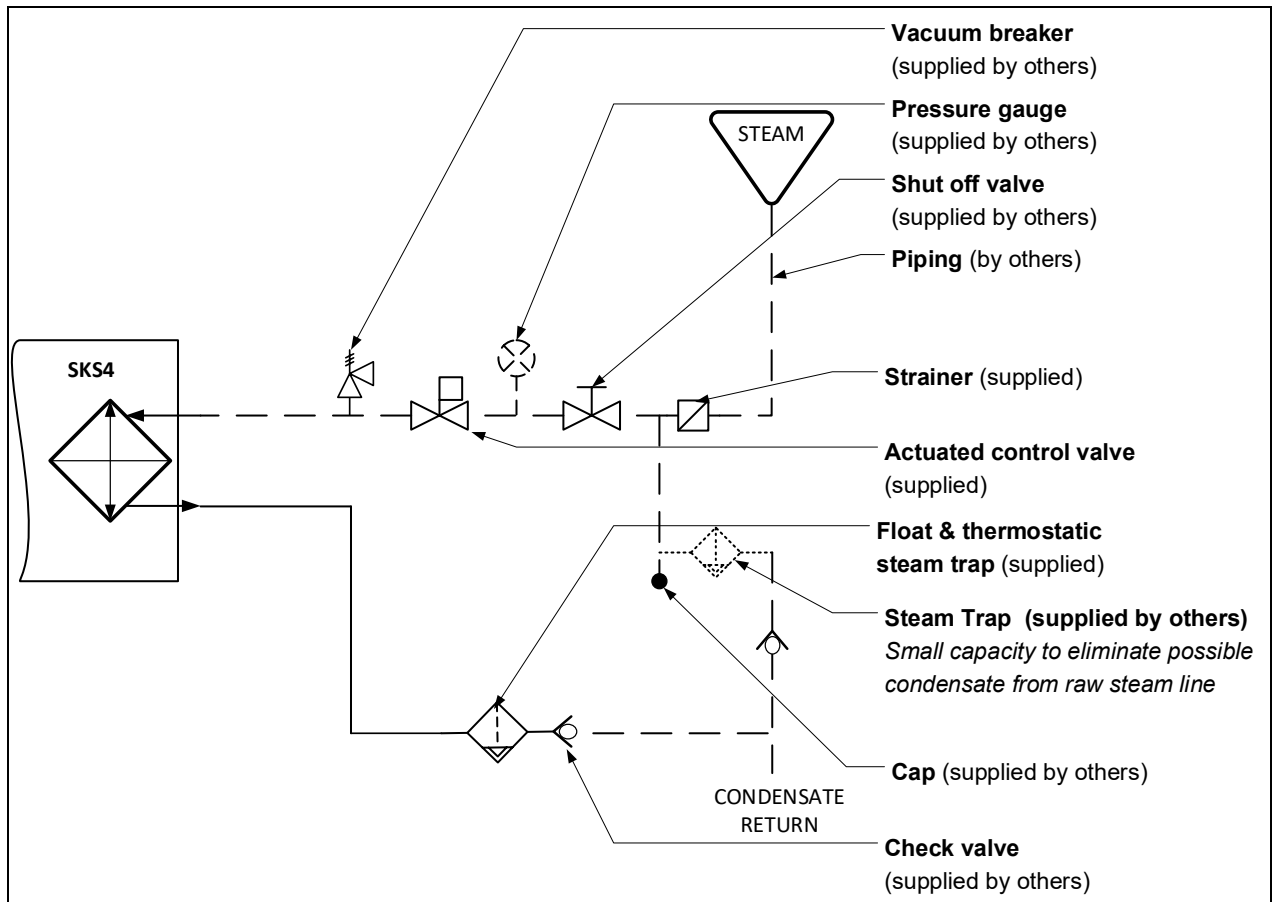 Vacuum breaker
(supplied by others)
Pressure gauge
(supplied by others)
STEAM
Shut off valve
(supplied by others)
Piping (by others)
SKS4
Strainer (supplied)
Actuated control valve
(supplied)
Float & thermostatic
steam trap (supplied)
Steam Trap (supplied by others)
Small capacity to eliminate possible
condensate from raw steam line
Cap (supplied by others)
CONDENSATE
RETURN
Check valve
(supplied by others)